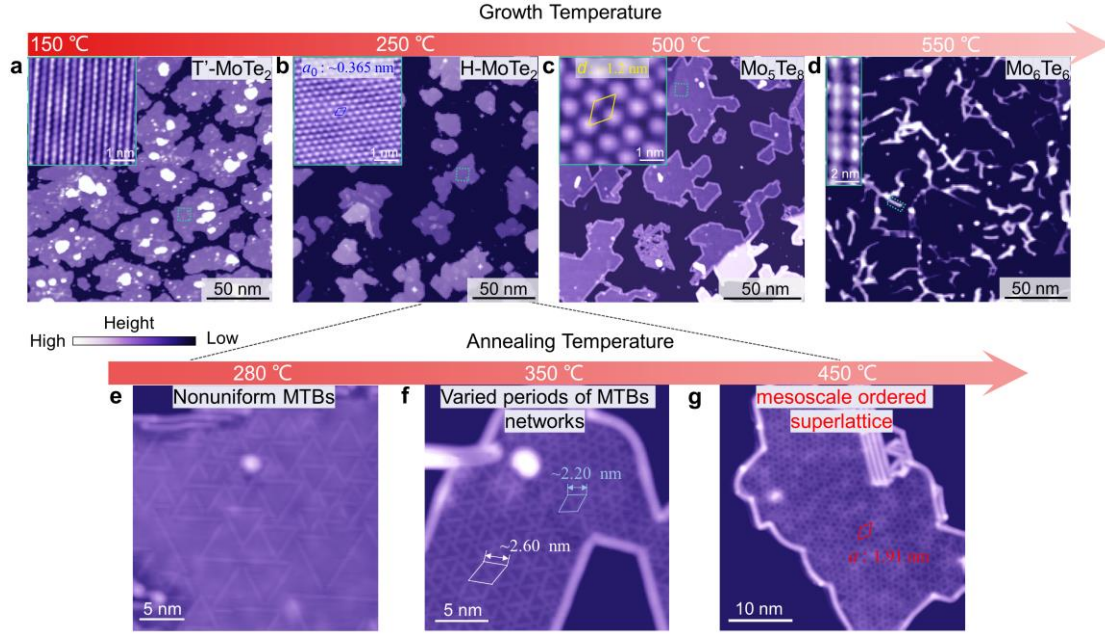 Growth Temperature
150 ℃ 250 ℃ 500 ℃ 550 ℃
a T'-MoTe₂
1 nm
50 nm
b H-MoTe₂
a₀ : ~0.365 nm
1 nm
50 nm
c Mo₅Te₈
d : ~1.2 nm
1 nm
50 nm
d Mo₆Te₆
2 nm
50 nm
Height
High Low
Annealing Temperature
280 ℃ 350 ℃ 450 ℃
e Nonuniform MTBs
5 nm
f Varied periods of MTBs
networks
~2.20 nm
~2.60 nm
5 nm
g mesoscale ordered
superlattice
a : 1.91 nm
10 nm